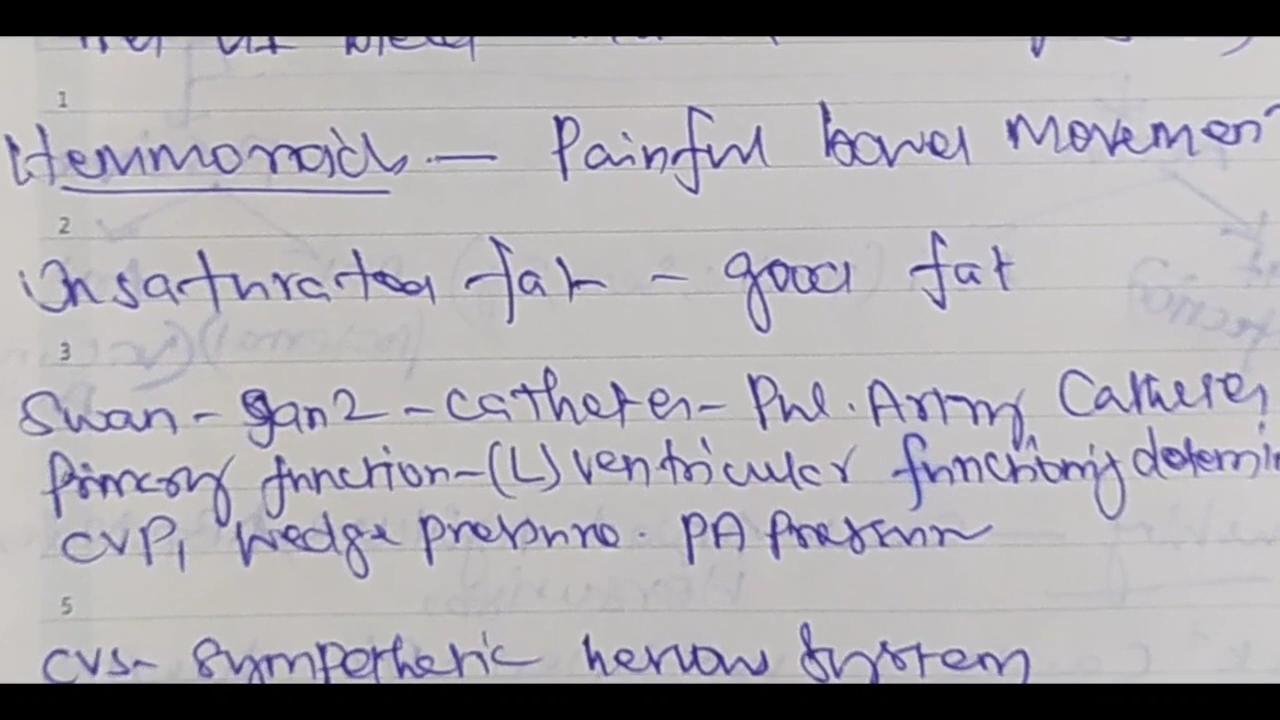 1
Hemmoroids — Painful bowel movement
2
Unsaturated fat - good fat
3
Swan - ganz - catheter - Pul. Artery Catheter
primary function - (L) ventricular functioning determin
CVP, wedge pressure. PA pressure
5
CVS - sympathetic nervous system